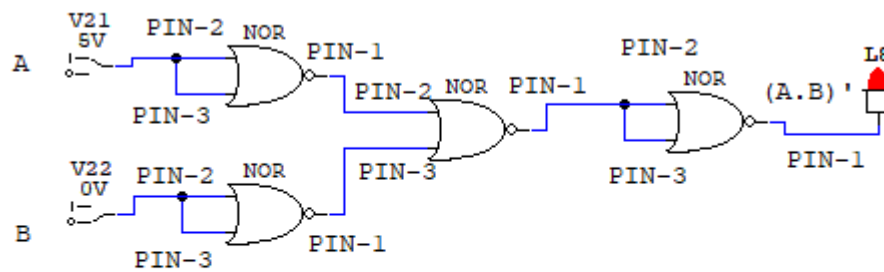 V21
5V
A
PIN-2
NOR
PIN-1
PIN-3
PIN-2
NOR
PIN-1
PIN-3
PIN-2
NOR
(A.B)'
L8
PIN-3
PIN-1
V22
0V
B
PIN-2
NOR
PIN-1
PIN-3